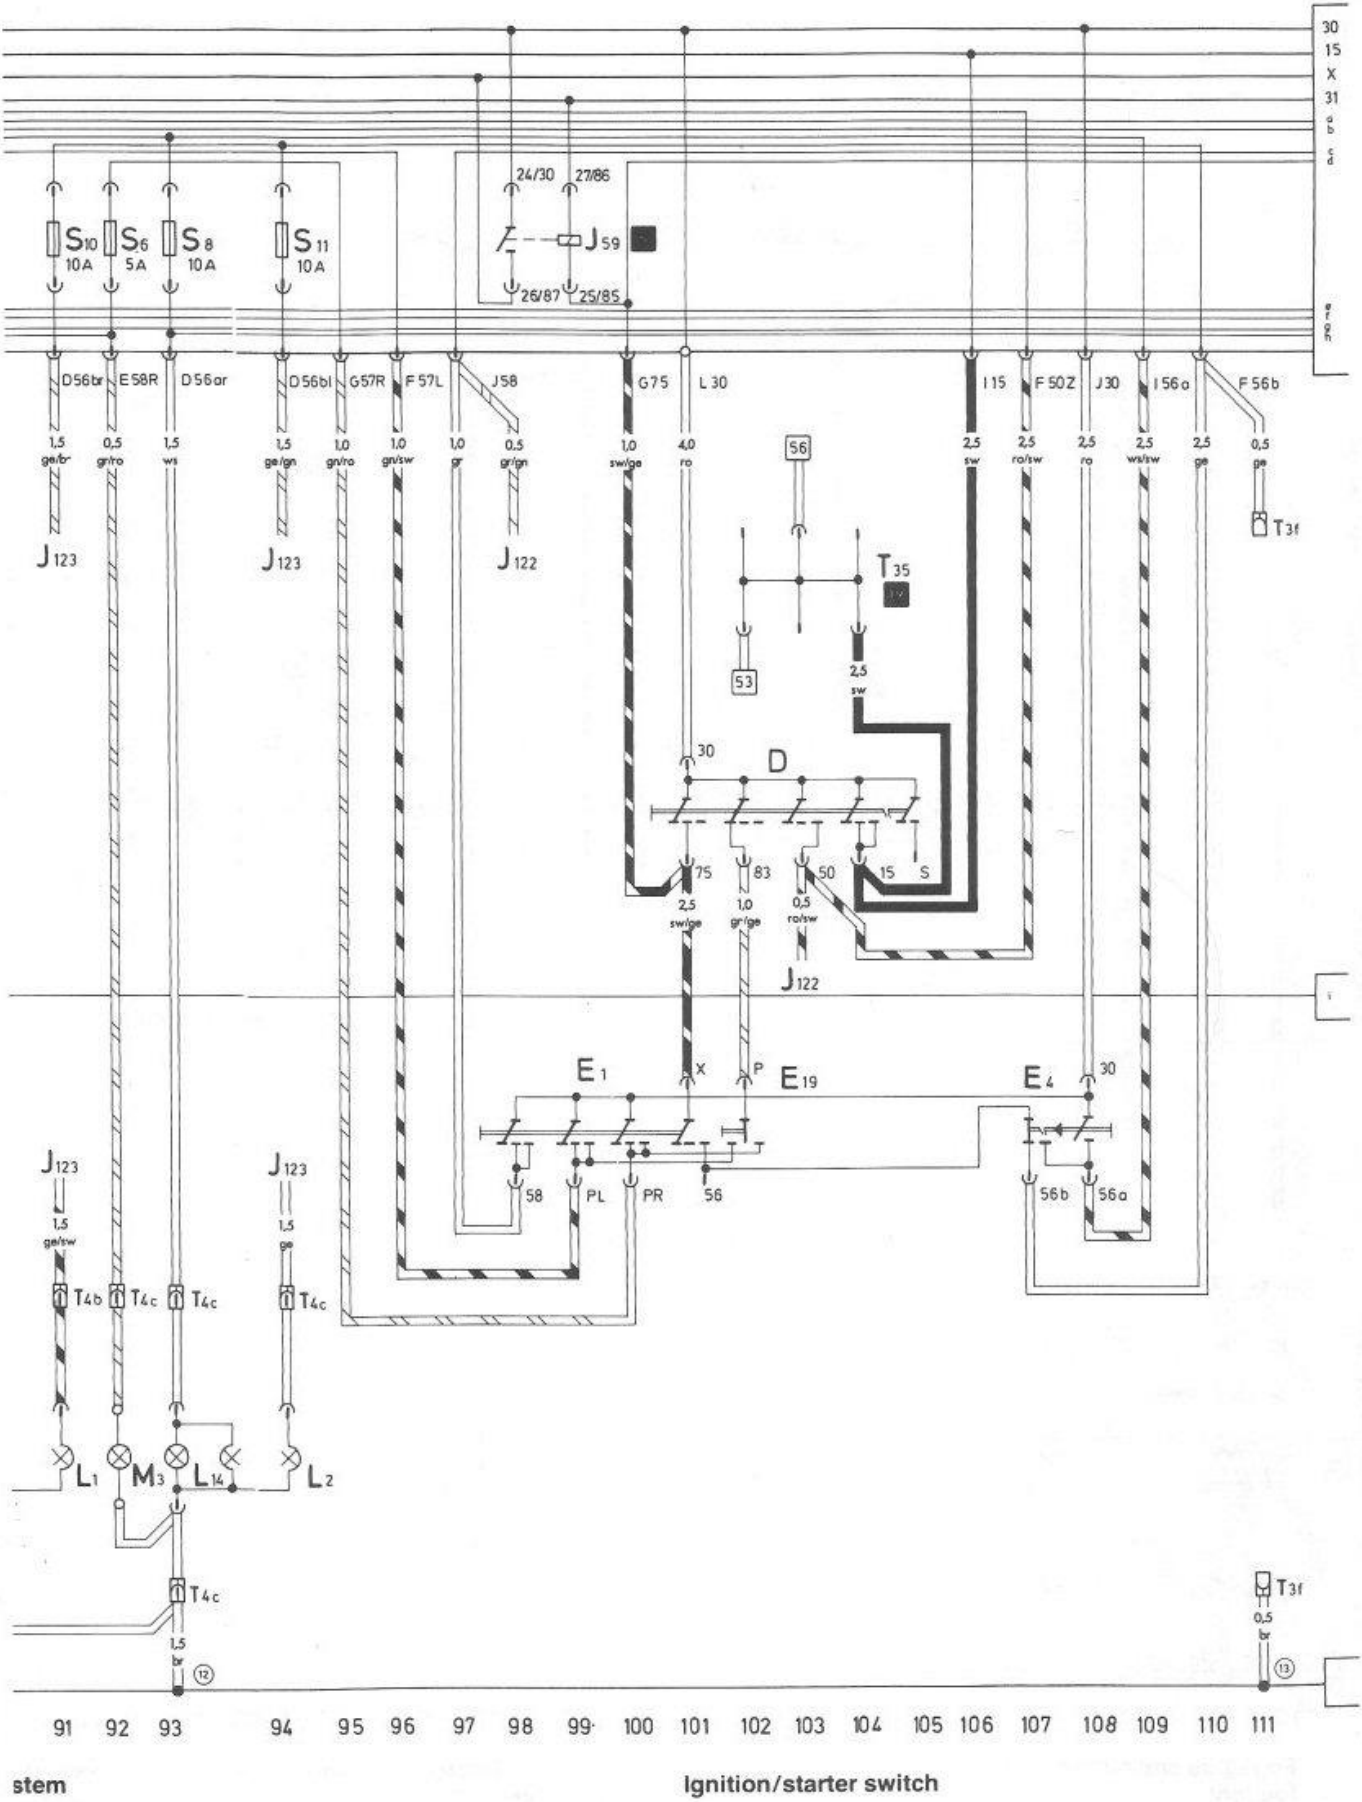 30
15
X
31
a
b
c
d
24/30 27/86
S10 S6 S8 S11 J59
10A 5A 10A 10A
26/87 25/85
e
f
g
h
D56br E58R D56ar D56bl G57R F57L J58 G75 L30 I15 F50Z J30 I56a F56b
1,5 0,5 1,5 1,5 1,0 1,0 1,0 0,5 1,0 4,0 56 2,5 2,5 2,5 2,5 2,5 0,5
gr/ro ws ge/gn gn/ro gn/sw gr gr/gn sw/ge ro sw ro/sw ro ws/sw ge ge
T3f
J123 J123 J122 T35
53 2,5
sw
30 D
75 83 50 15 S
2,5 1,0 0,5
sw/ge gr/ge ro/sw
J122
i
E1 X P E19 E4 30
J123 J123
58 PL PR 56 56b 56a
1,5 1,5
ge/sw ge
T4b T4c T4c T4c
L1 M3 L14 L2
T4c T3f
1,5 0,5
br br
12 13
91 92 93 94 95 96 97 98 99 100 101 102 103 104 105 106 107 108 109 110 111
stem Ignition/starter switch